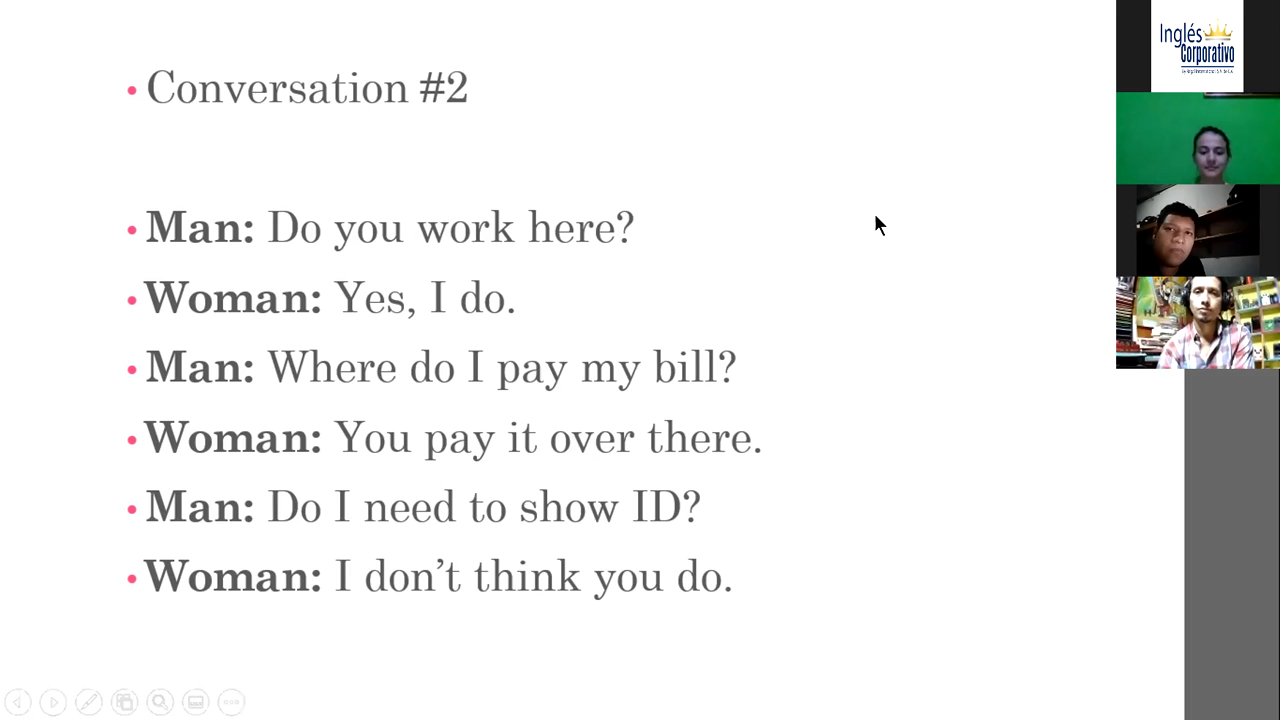 Conversation #2
Man: Do you work here?
Woman: Yes, I do.
Man: Where do I pay my bill?
Woman: You pay it over there.
Man: Do I need to show ID?
Woman: I don’t think you do.
Inglés
Corporativo